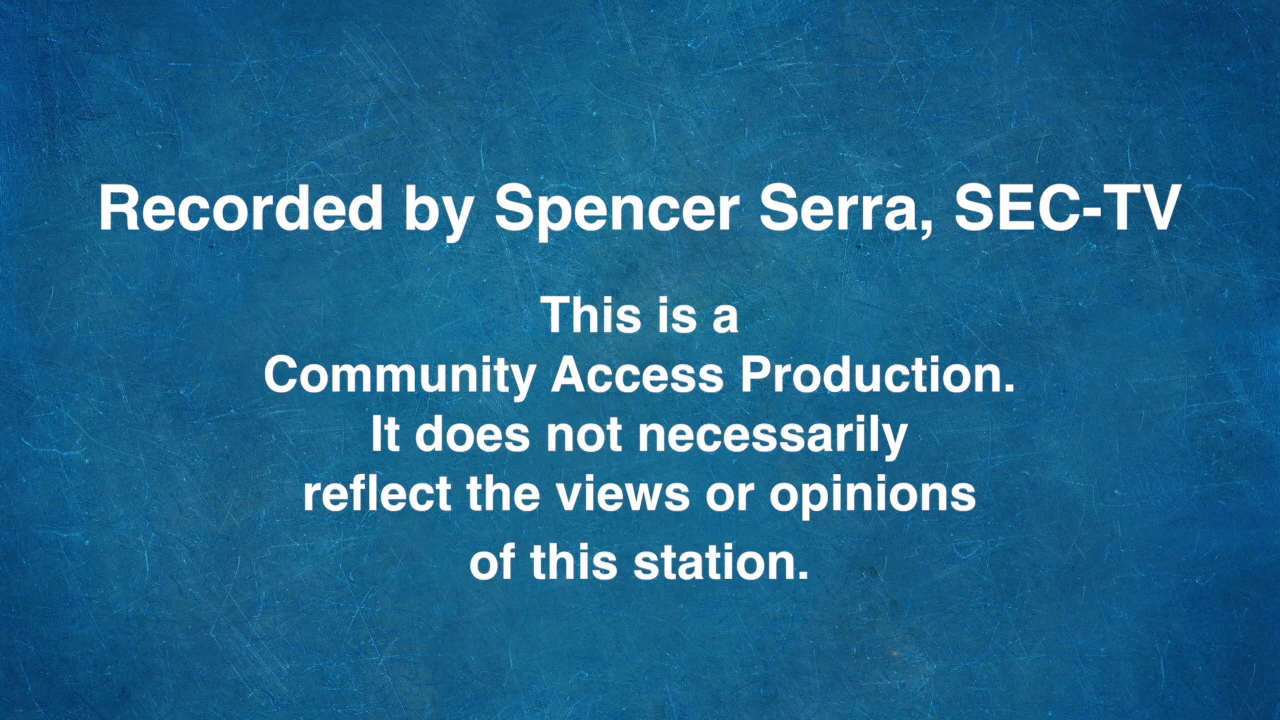 Recorded by Spencer Serra, SEC-TV
This is a
Community Access Production.
It does not necessarily
reflect the views or opinions
of this station.